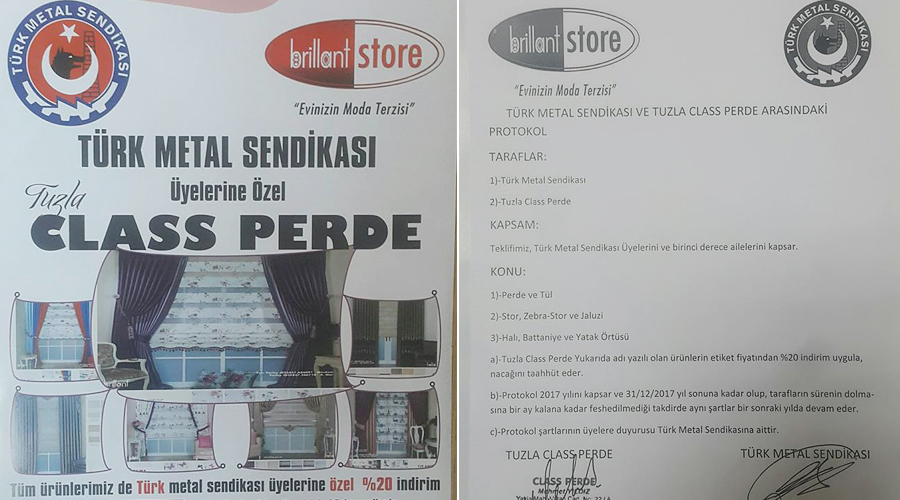 TÜRK METAL SENDİKASI
brillant store
"Evinizin Moda Terzisi"
TÜRK METAL SENDİKASI
Üyelerine Özel
Tuzla
CLASS PERDE
Tüm ürünlerimiz de Türk metal sendikası üyelerine özel %20 indirim
brillant store
TÜRK METAL SENDİKASI
"Evinizin Moda Terzisi"
TÜRK METAL SENDİKASI VE TUZLA CLASS PERDE ARASINDAKİ
PROTOKOL
TARAFLAR:
1)-Türk Metal Sendikası
2)-Tuzla Class Perde
KAPSAM:
Teklifimiz, Türk Metal Sendikası Üyelerini ve birinci derece ailelerini kapsar.
KONU:
1)-Perde ve Tül
2)-Stor, Zebra-Stor ve Jaluzi
3)-Halı, Battaniye ve Yatak Örtüsü
a)-Tuzla Class Perde Yukarıda adı yazılı olan ürünlerin etiket fiyatından %20 indirim uygula,
nacağını taahhüt eder.
b)-Protokol 2017 yılını kapsar ve 31/12/2017 yıl sonuna kadar olup, tarafların sürenin dolma-
sına bir ay kalana kadar feshedilmediği takdirde aynı şartlar bir sonraki yılda devam eder.
c)-Protokol şartlarının üyelere duyurusu Türk Metal Sendikasına aittir.
TUZLA CLASS PERDE
TÜRK METAL SENDİKASI
CLASS PERDE
Mehmet YILDIZ